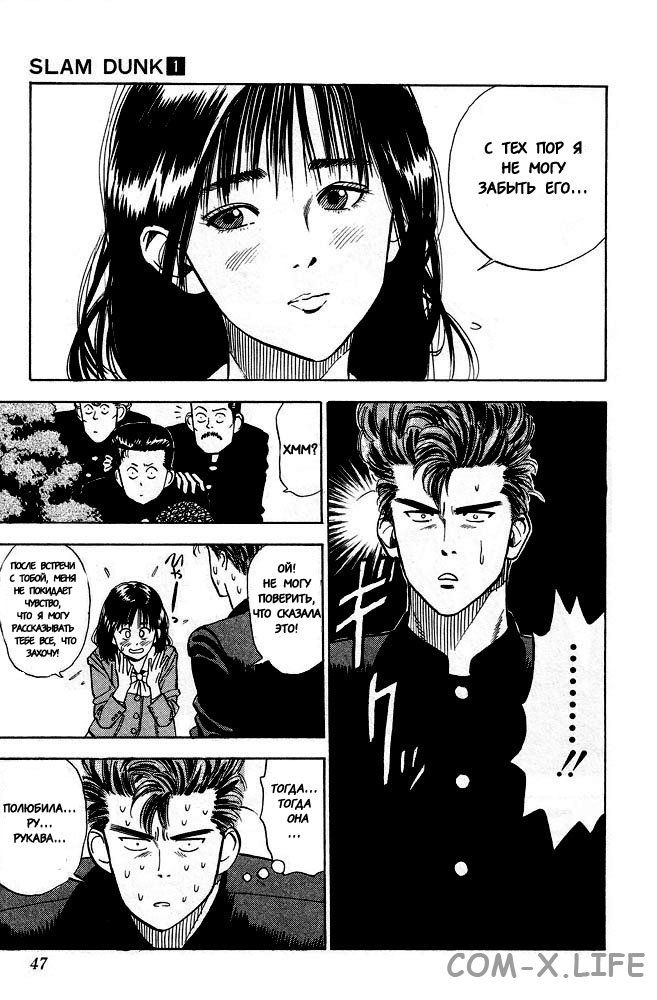 SLAM DUNK 1
С ТЕХ ПОР Я
НЕ МОГУ
ЗАБЫТЬ ЕГО...
......!!
ХММ?
ОЙ!
НЕ МОГУ
ПОВЕРИТЬ,
ЧТО СКАЗАЛА
ЭТО!
ПОСЛЕ ВСТРЕЧИ
С ТОБОЙ, МЕНЯ
НЕ ПОКИДАЕТ
ЧУВСТВО,
ЧТО Я МОГУ
РАССКАЗЫВАТЬ
ТЕБЕ ВСЕ, ЧТО
ЗАХОЧУ!
ТОГДА...
ТОГДА
ОНА
...
ПОЛЮБИЛА...
РУ...
РУКАВА...
47
COM-X.LIFE